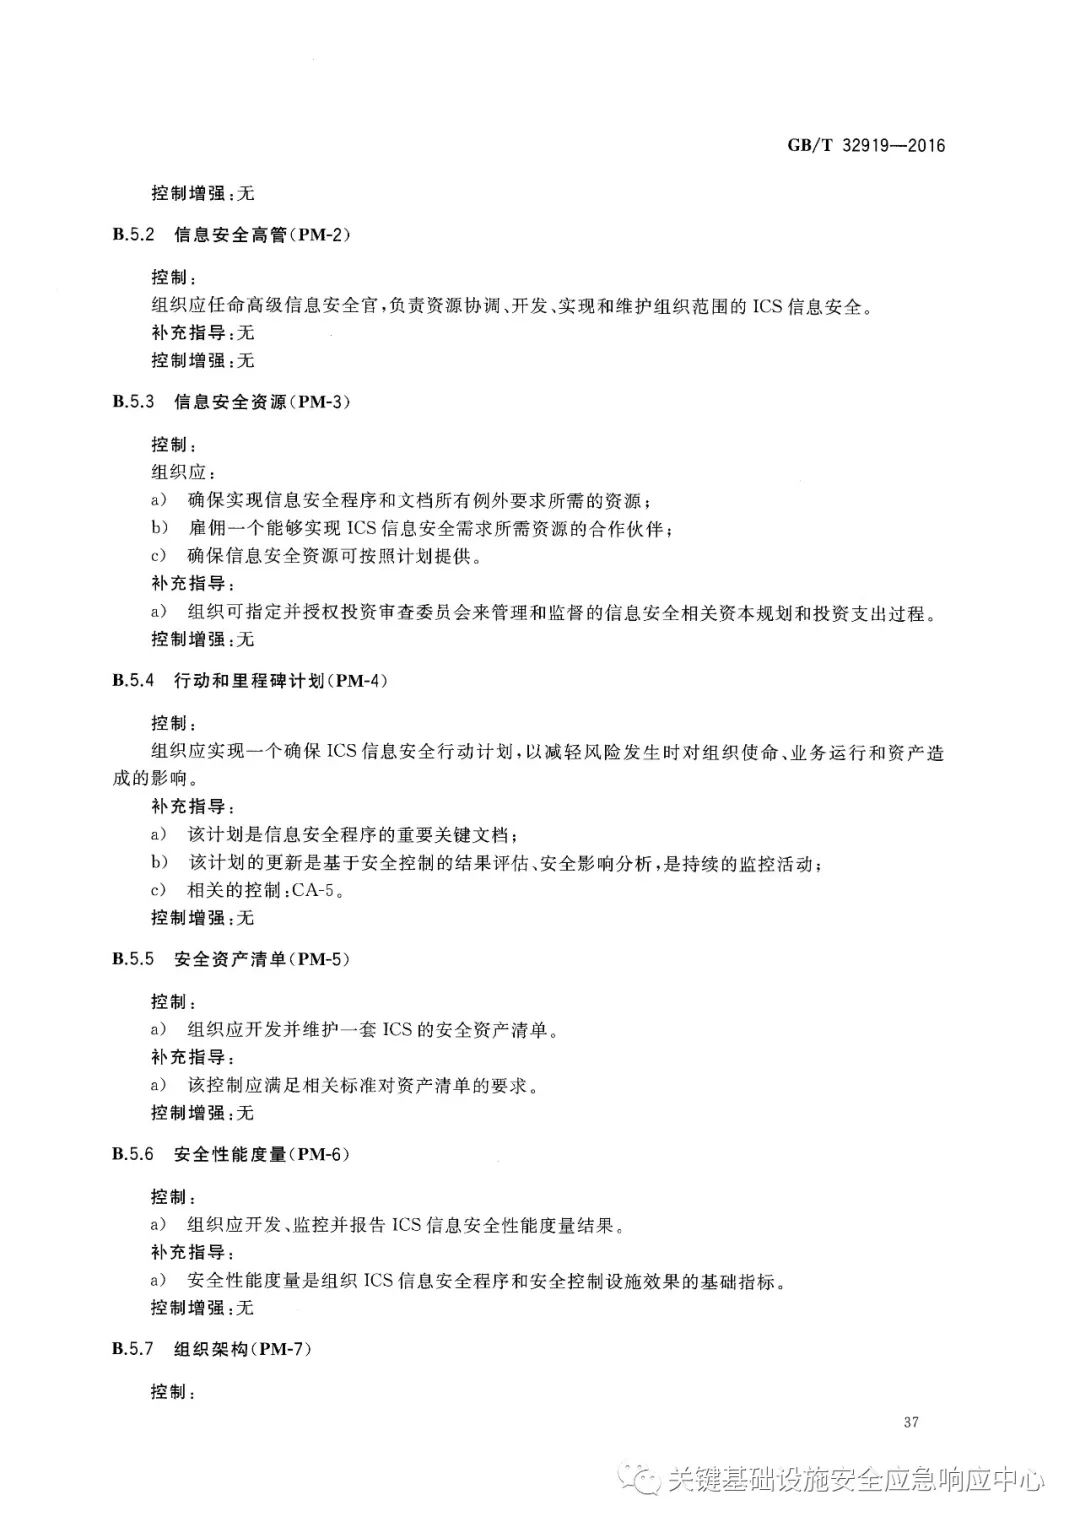 GB/T 32919—2016
控制增强:无
B.5.2 信息安全高管(PM-2)
控制:
组织应任命高级信息安全官,负责资源协调、开发、实现和维护组织范围的 ICS 信息安全。
补充指导:无
控制增强:无
B.5.3 信息安全资源(PM-3)
控制:
组织应:
a) 确保实现信息安全程序和文档所有例外要求所需的资源;
b) 雇佣一个能够实现 ICS 信息安全需求所需资源的合作伙伴;
c) 确保信息安全资源可按照计划提供。
补充指导:
a) 组织可指定并授权投资审查委员会来管理和监督的信息安全相关资本规划和投资支出过程。
控制增强:无
B.5.4 行动和里程碑计划(PM-4)
控制:
组织应实现一个确保 ICS 信息安全行动计划,以减轻风险发生时对组织使命、业务运行和资产造
成的影响。
补充指导:
a) 该计划是信息安全程序的重要关键文档;
b) 该计划的更新是基于安全控制的结果评估、安全影响分析,是持续的监控活动;
c) 相关的控制:CA-5。
控制增强:无
B.5.5 安全资产清单(PM-5)
控制:
a) 组织应开发并维护一套 ICS 的安全资产清单。
补充指导:
a) 该控制应满足相关标准对资产清单的要求。
控制增强:无
B.5.6 安全性能度量(PM-6)
控制:
a) 组织应开发、监控并报告 ICS 信息安全性能度量结果。
补充指导:
a) 安全性能度量是组织 ICS 信息安全程序和安全控制设施效果的基础指标。
控制增强:无
B.5.7 组织架构(PM-7)
控制:
37
关键基础设施安全应急响应中心